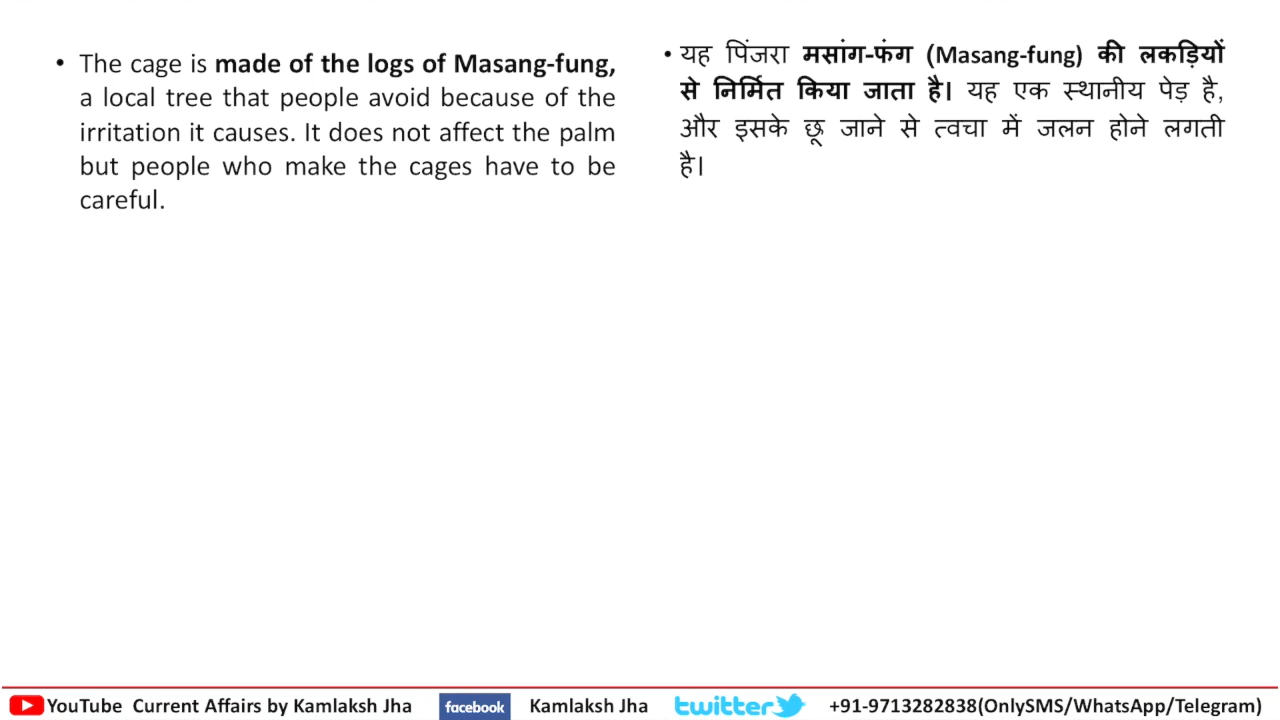 • The cage is made of the logs of Masang-fung,
a local tree that people avoid because of the
irritation it causes. It does not affect the palm
but people who make the cages have to be
careful.
• यह पिंजरा मसांग-फंग (Masang-fung) की लकड़ियों
से निर्मित किया जाता है। यह एक स्थानीय पेड़ है,
और इसके छू जाने से त्वचा में जलन होने लगती
है।
YouTube Current Affairs by Kamlaksh Jha facebook Kamlaksh Jha twitter +91-9713282838(OnlySMS/WhatsApp/Telegram)